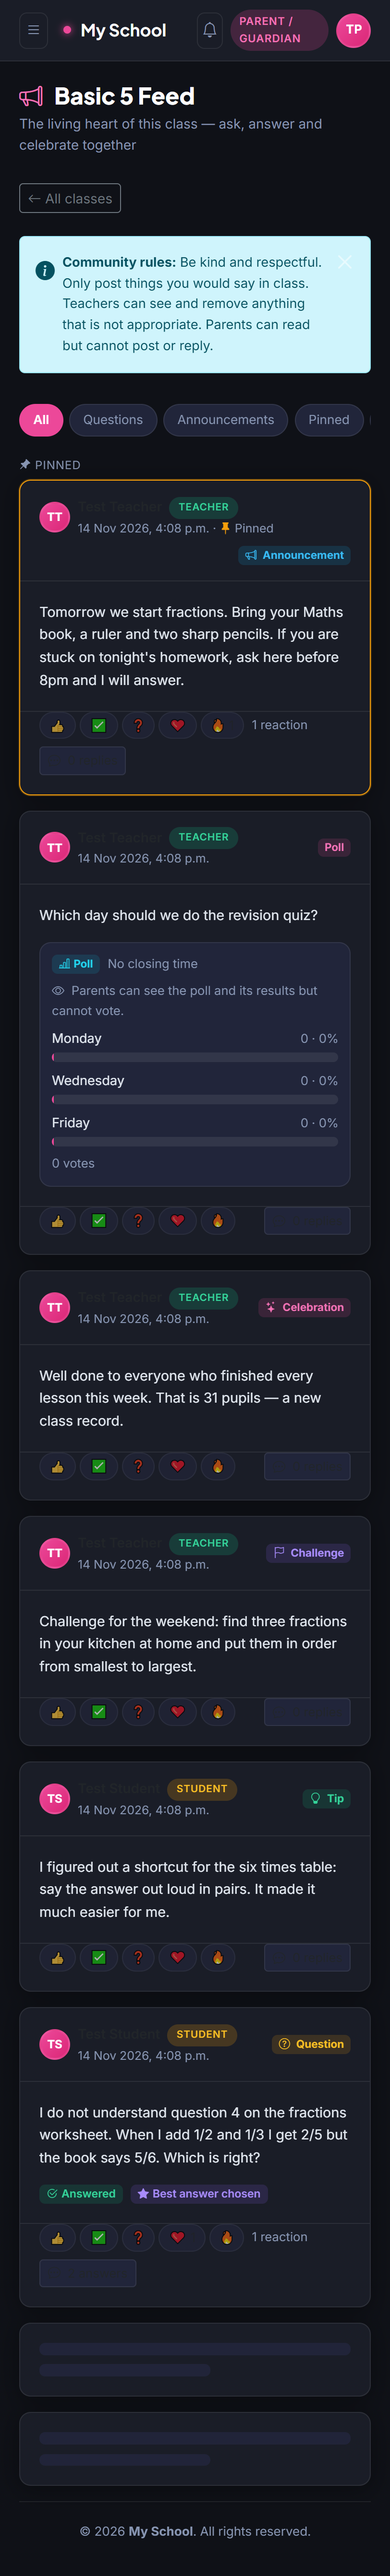 My School
PARENT /
GUARDIAN
TP
Basic 5 Feed
The living heart of this class — ask, answer and
celebrate together
← All classes
Community rules: Be kind and respectful.
Only post things you would say in class.
Teachers can see and remove anything
that is not appropriate. Parents can read
but cannot post or reply.
All Questions Announcements Pinned
PINNED
TT Test Teacher TEACHER
14 Nov 2026, 4:08 p.m. · 📌 Pinned
Announcement
Tomorrow we start fractions. Bring your Maths
book, a ruler and two sharp pencils. If you are
stuck on tonight's homework, ask here before
8pm and I will answer.
👍 ✅ ❓ ❤️ 🔥 1 reaction
TT Test Teacher TEACHER
14 Nov 2026, 4:08 p.m.
Poll
Which day should we do the revision quiz?
Poll No closing time
Parents can see the poll and its results but
cannot vote.
Monday 0 · 0%
Wednesday 0 · 0%
Friday 0 · 0%
0 votes
👍 ✅ ❓ ❤️ 🔥
TT Test Teacher TEACHER
14 Nov 2026, 4:08 p.m.
Celebration
Well done to everyone who finished every
lesson this week. That is 31 pupils — a new
class record.
👍 ✅ ❓ ❤️ 🔥
TT Test Teacher TEACHER
14 Nov 2026, 4:08 p.m.
Challenge
Challenge for the weekend: find three fractions
in your kitchen at home and put them in order
from smallest to largest.
👍 ✅ ❓ ❤️ 🔥
TS Test Student STUDENT
14 Nov 2026, 4:08 p.m.
Tip
I figured out a shortcut for the six times table:
say the answer out loud in pairs. It made it
much easier for me.
👍 ✅ ❓ ❤️ 🔥
TS Test Student STUDENT
14 Nov 2026, 4:08 p.m.
Question
I do not understand question 4 on the fractions
worksheet. When I add 1/2 and 1/3 I get 2/5 but
the book says 5/6. Which is right?
Answered Best answer chosen
👍 ✅ ❓ ❤️ 🔥 1 reaction
© 2026 My School. All rights reserved.